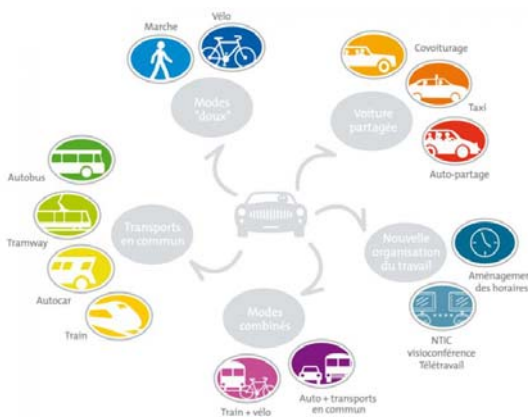 Marche
Vélo
Modes
"doux"
Covoiturage
Taxi
Voiture
partagée
Auto-partage
Autobus
Tramway
Transports
en commun
Autocar
Train
Nouvelle
organisation
du travail
Aménagement
des horaires
NTIC
visioconférence
Télétravail
Modes
combinés
Train + vélo
Auto + transports
en commun